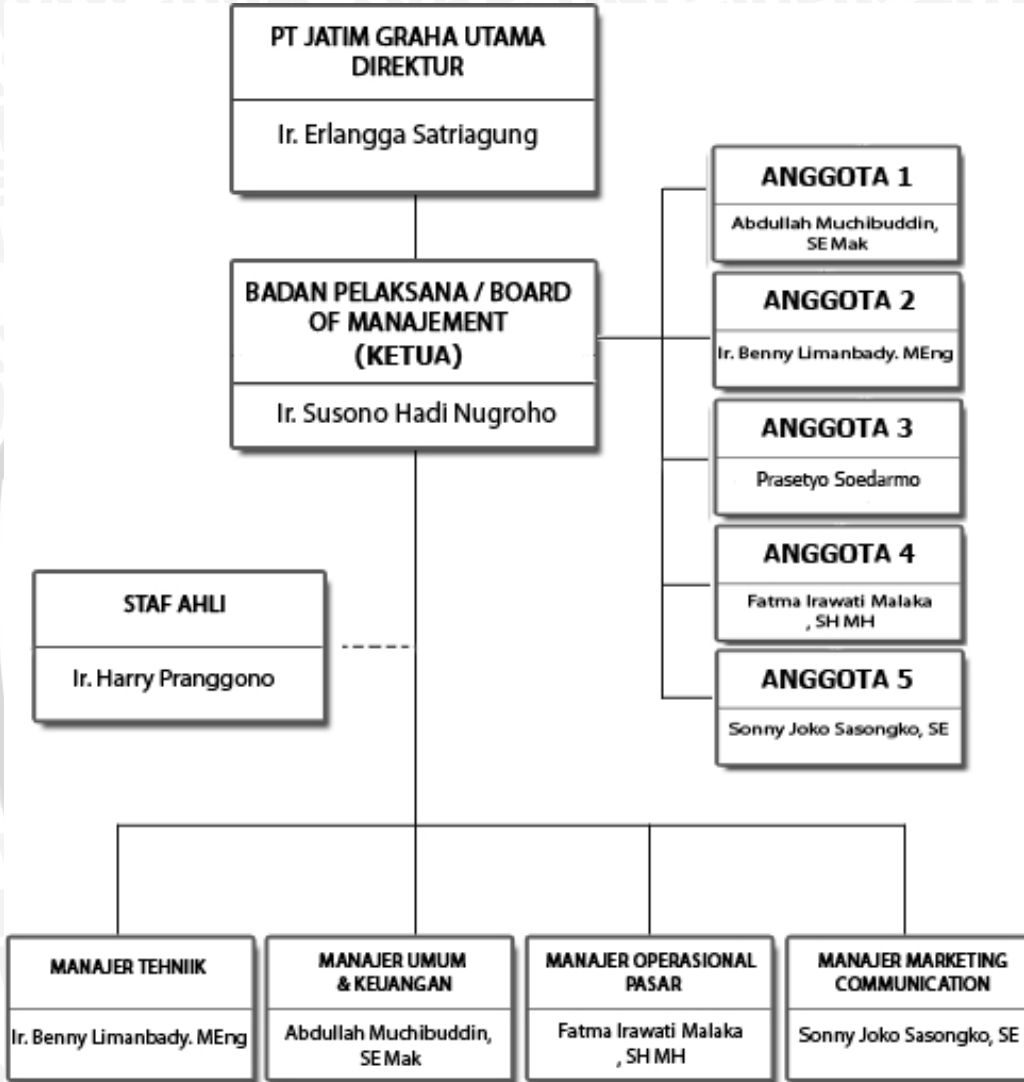 PT JATIM GRAHA UTAMA
DIREKTUR
Ir. Erlangga Satriagung
BADAN PELAKSANA / BOARD
OF MANAJEMENT
(KETUA)
Ir. Susono Hadi Nugroho
ANGGOTA 1
Abdullah Muchibuddin,
SE Mak
ANGGOTA 2
Ir. Benny Limanbady. MEng
ANGGOTA 3
Prasetyo Soedarmo
ANGGOTA 4
Fatma Irawati Malaka
, SH MH
ANGGOTA 5
Sonny Joko Sasongko, SE
STAF AHLI
Ir. Harry Pranggono
MANAJER TEHNIIK
Ir. Benny Limanbady. MEng
MANAJER UMUM
& KEUANGAN
Abdullah Muchibuddin,
SE Mak
MANAJER OPERASIONAL
PASAR
Fatma Irawati Malaka
, SH MH
MANAJER MARKETING
COMMUNICATION
Sonny Joko Sasongko, SE